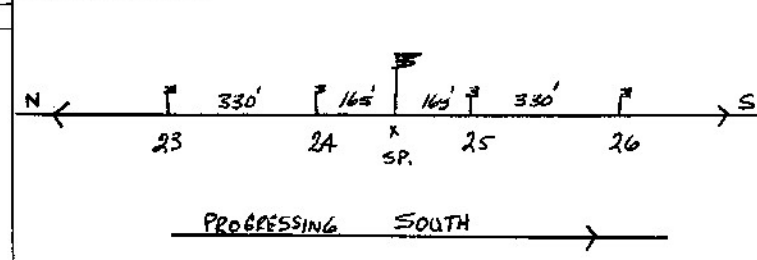 N 330' 165' 165' 330' S
23 24 x 25 26
SP.
PROGRESSING SOUTH